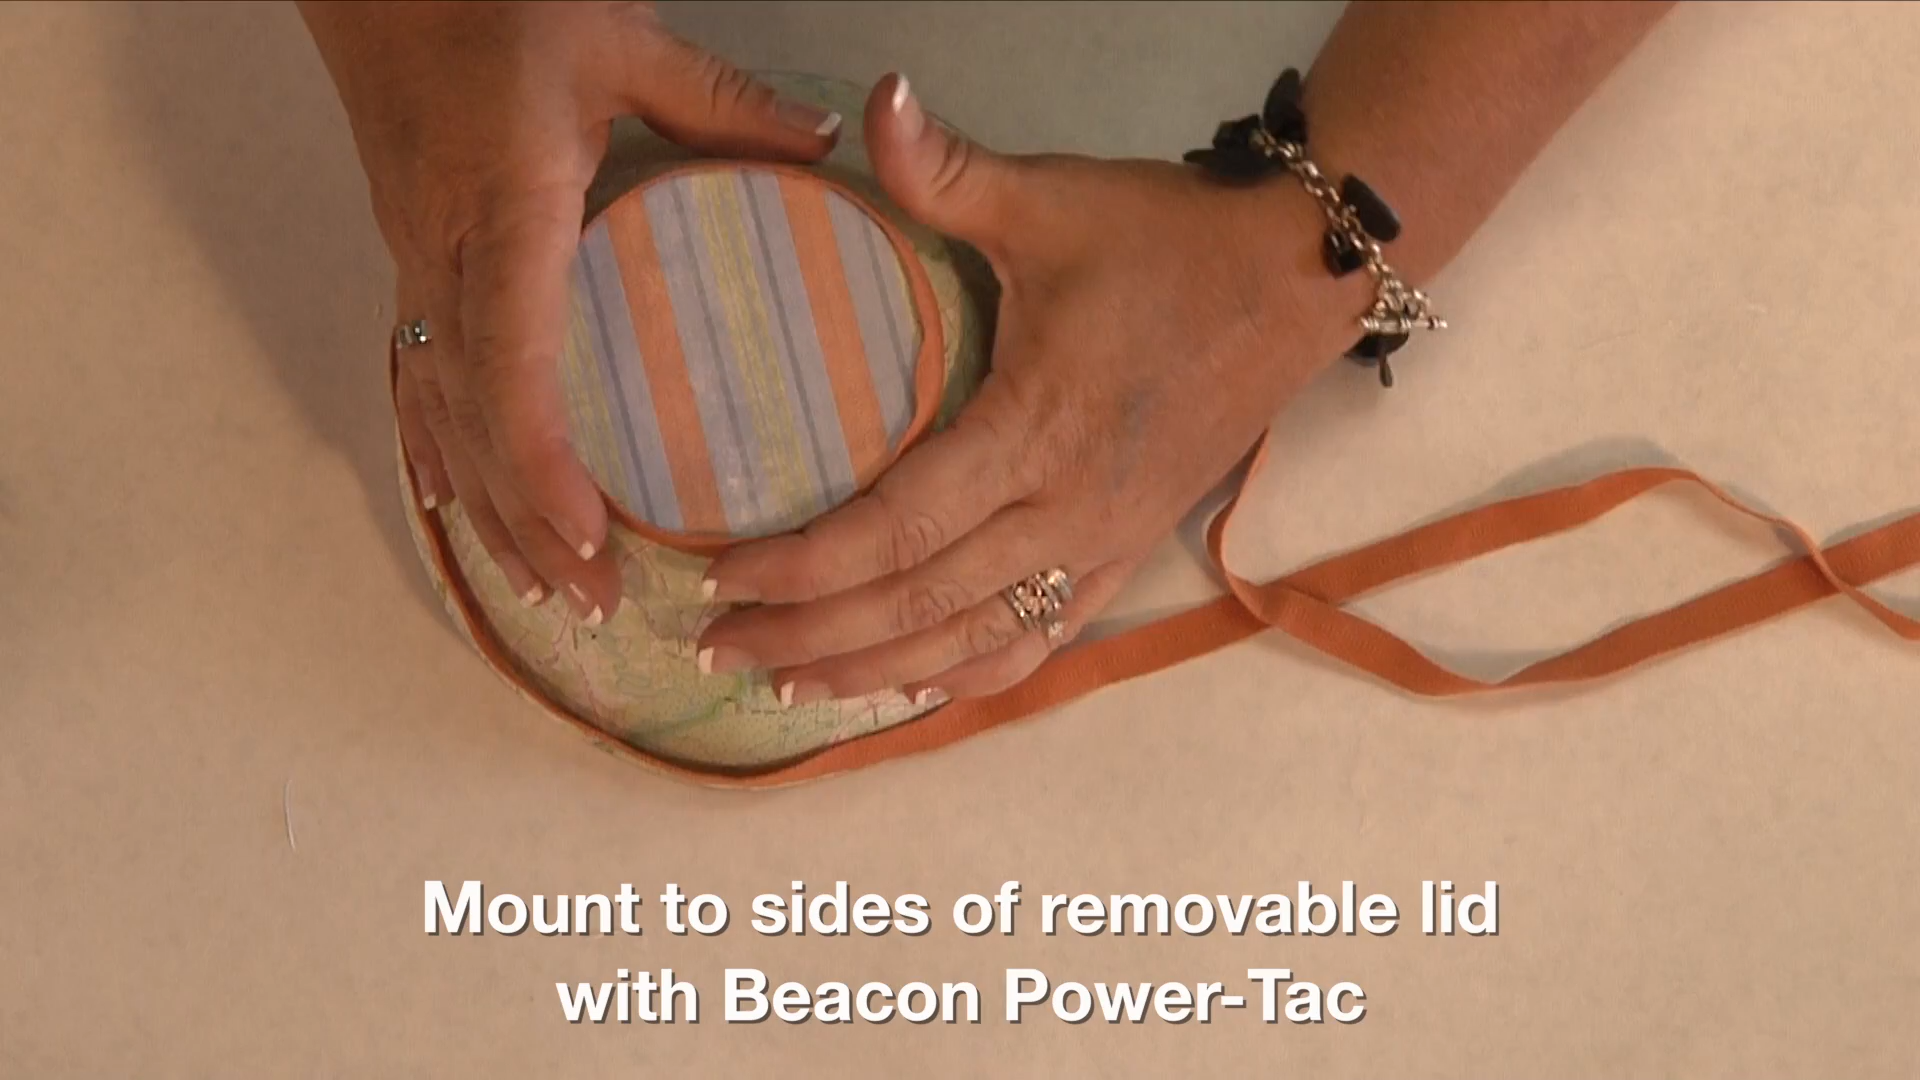 Mount to sides of removable lid
with Beacon Power-Tac